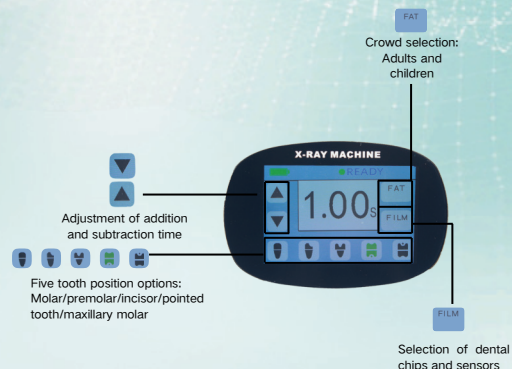 FAT
Crowd selection:
Adults and
children
X-RAY MACHINE
READY
FAT
1.00s
FILM
Adjustment of addition
and subtraction time
Five tooth position options:
Molar/premolar/incisor/pointed
tooth/maxillary molar
FILM
Selection of dental
chips and sensors